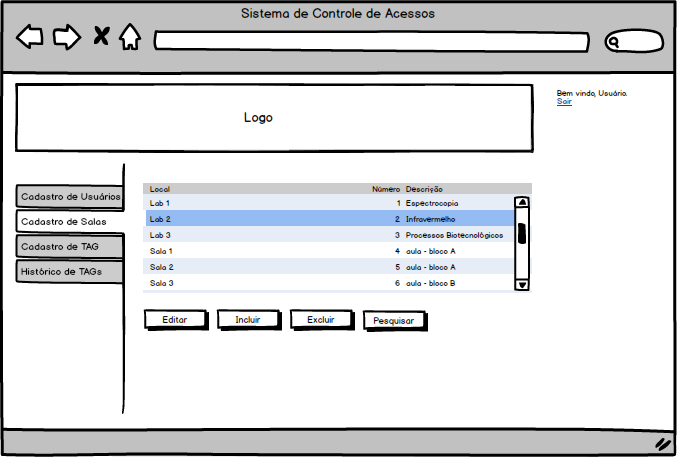 Sistema de Controle de Acessos
Logo
Bem vindo, Usuário.
Sair
Cadastro de Usuários
Cadastro de Salas
Cadastro de TAG
Histórico de TAGs
Local Número Descrição
Lab 1 1 Espectrocopia
Lab 2 2 Infravermelho
Lab 3 3 Processos Biotecnológicos
Sala 1 4 aula - bloco A
Sala 2 5 aula - bloco A
Sala 3 6 aula - bloco B
Editar Incluir Excluir Pesquisar